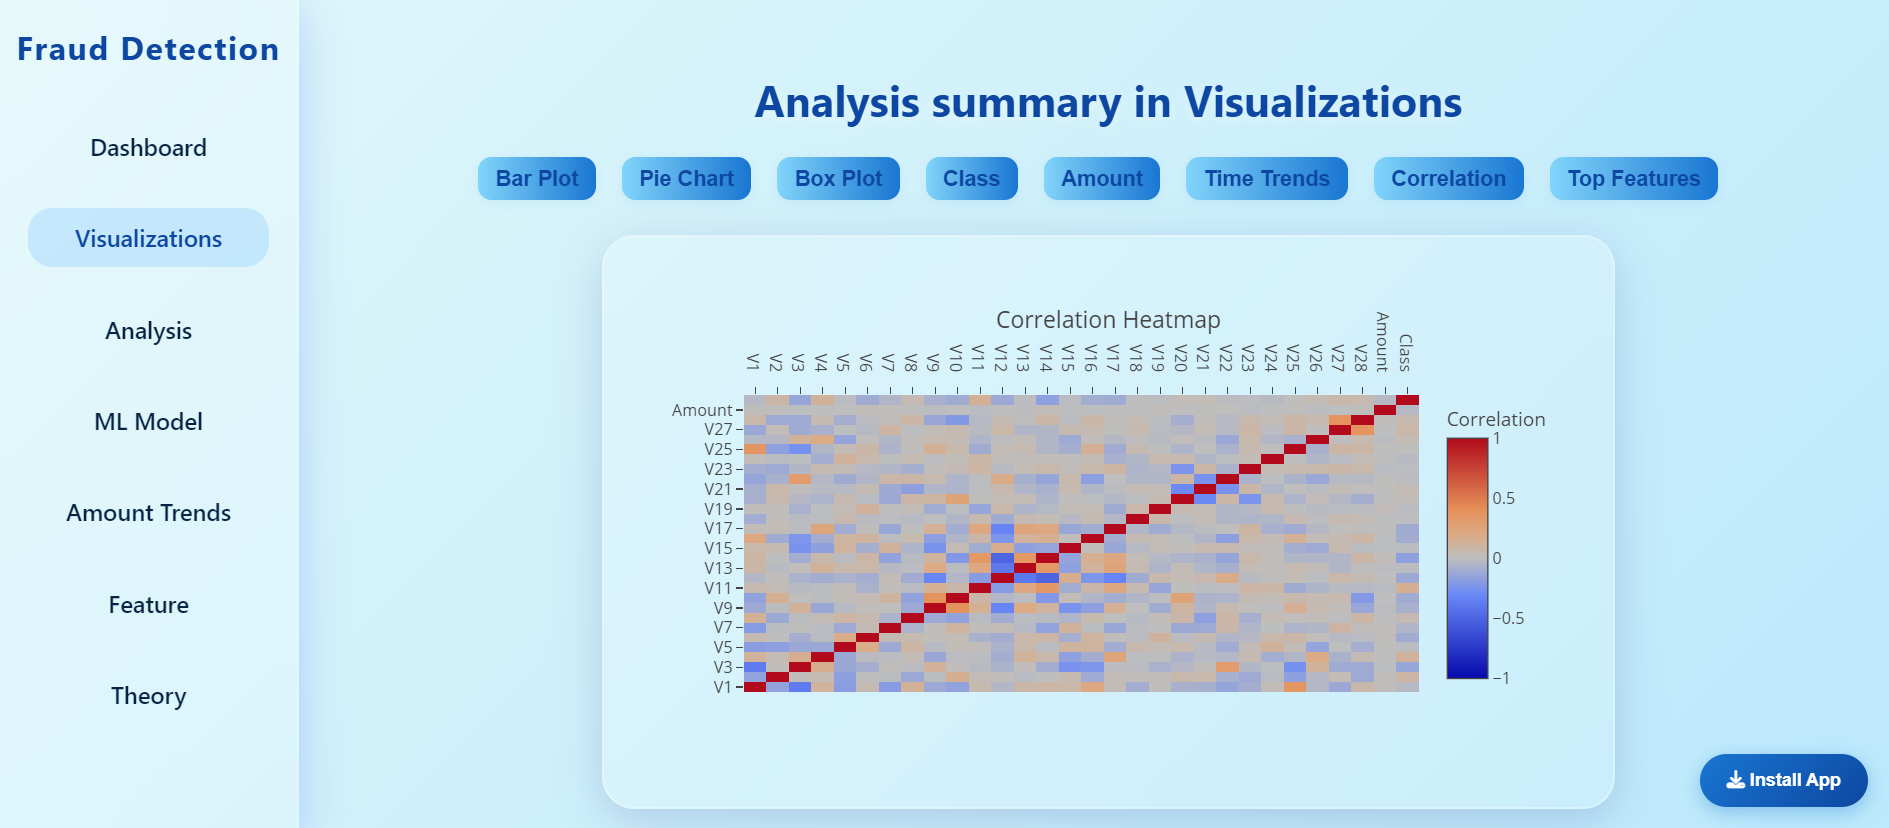 Fraud Detection
Dashboard
Visualizations
Analysis
ML Model
Amount Trends
Feature
Theory
Analysis summary in Visualizations
Bar Plot
Pie Chart
Box Plot
Class
Amount
Time Trends
Correlation
Top Features
Correlation Heatmap
V1 V2 V3 V4 V5 V6 V7 V8 V9 V10 V11 V12 V13 V14 V15 V16 V17 V18 V19 V20 V21 V22 V23 V24 V25 V26 V27 V28 Amount Class
Amount
V27
V25
V23
V21
V19
V17
V15
V13
V11
V9
V7
V5
V3
V1
Correlation
1
0.5
0
−0.5
−1
Install App